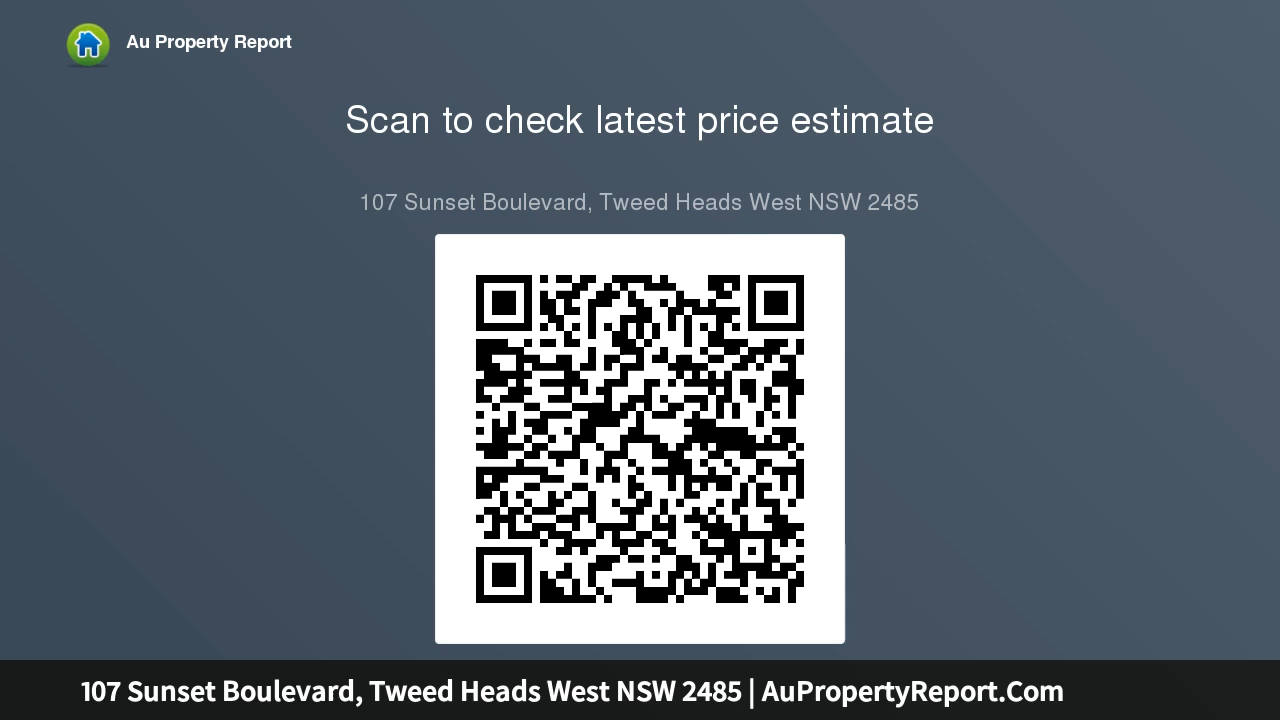 Au Property Report
Scan to check latest price estimate
107 Sunset Boulevard, Tweed Heads West NSW 2485
107 Sunset Boulevard, Tweed Heads West NSW 2485 | AuPropertyReport.Com